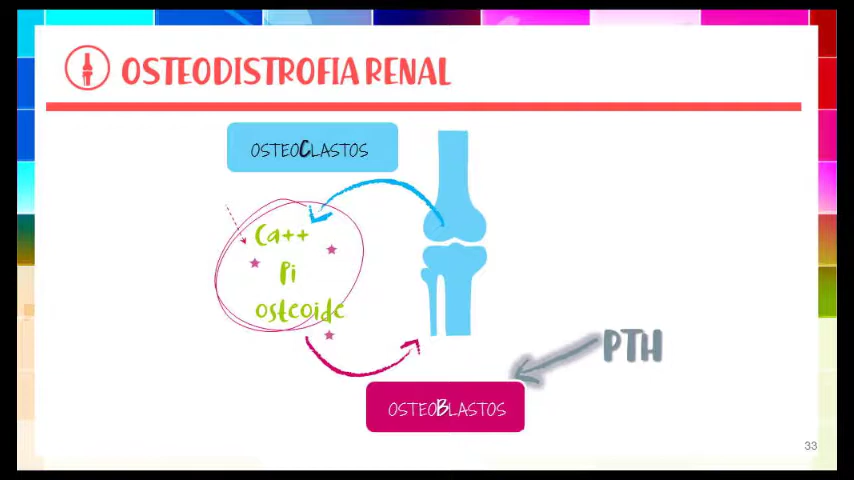 OSTEODISTROFIA RENAL
OSTEOCLASTOS
Ca++
Pi
osteoide
PTH
OSTEOBLASTOS
33